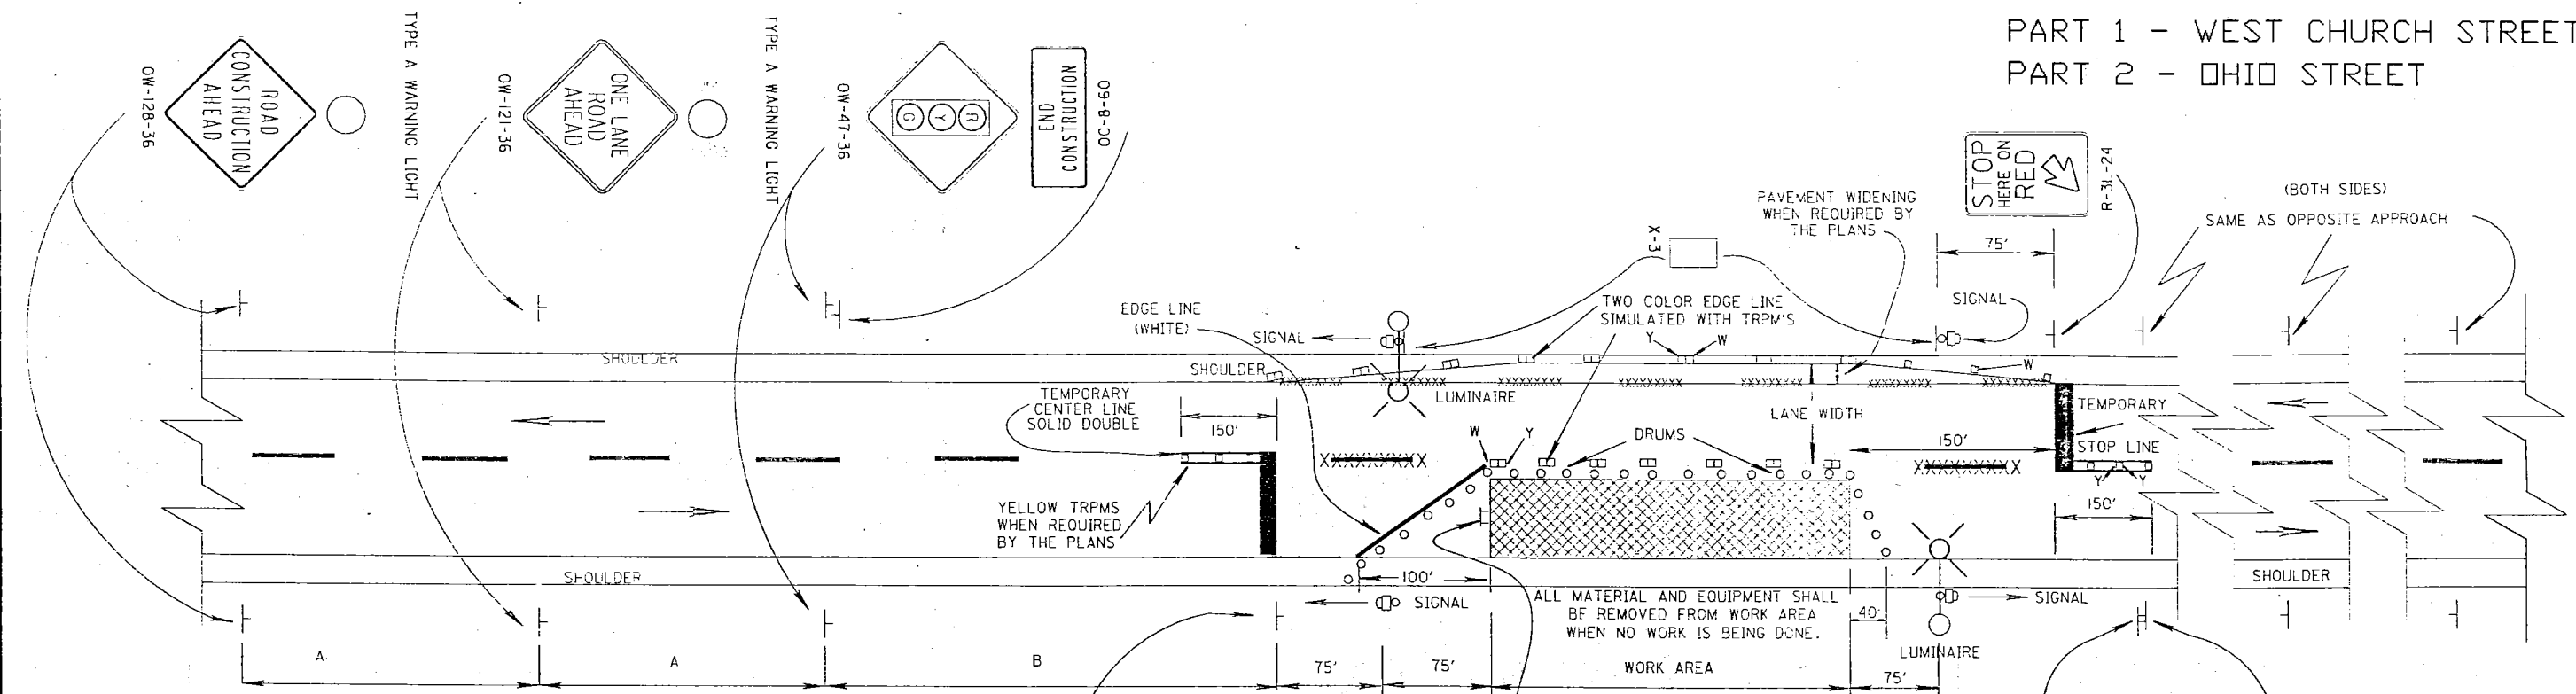 PART 1 - WEST CHURCH STREET
PART 2 - OHIO STREET
ROAD
CONSTRUCTION
AHEAD
OW-128-36
TYPE A WARNING LIGHT
ONE LANE
ROAD
AHEAD
OW-121-36
TYPE A WARNING LIGHT
R Y G
OW-47-36
END
CONSTRUCTION
OC-8-60
STOP
HERE ON
RED
R-3L-24
(BOTH SIDES)
SAME AS OPPOSITE APPROACH
PAVEMENT WIDENING
WHEN REQUIRED BY
THE PLANS
75'
X-3
SIGNAL
EDGE LINE
(WHITE)
SIGNAL
TWO COLOR EDGE LINE
SIMULATED WITH TRPM'S
Y W
SHOULDER
SHOULDER
W
TEMPORARY
CENTER LINE
SOLID DOUBLE
150'
LUMINAIRE
LANE WIDTH
TEMPORARY
STOP LINE
W Y
DRUMS
150'
Y Y
150'
YELLOW TRPMS
WHEN REQUIRED
BY THE PLANS
SHOULDER
SHOULDER
100'
SIGNAL
ALL MATERIAL AND EQUIPMENT SHALL
BE REMOVED FROM WORK AREA
WHEN NO WORK IS BEING DONE.
40'
SIGNAL
LUMINAIRE
A
A
B
75'
75'
WORK AREA
75'